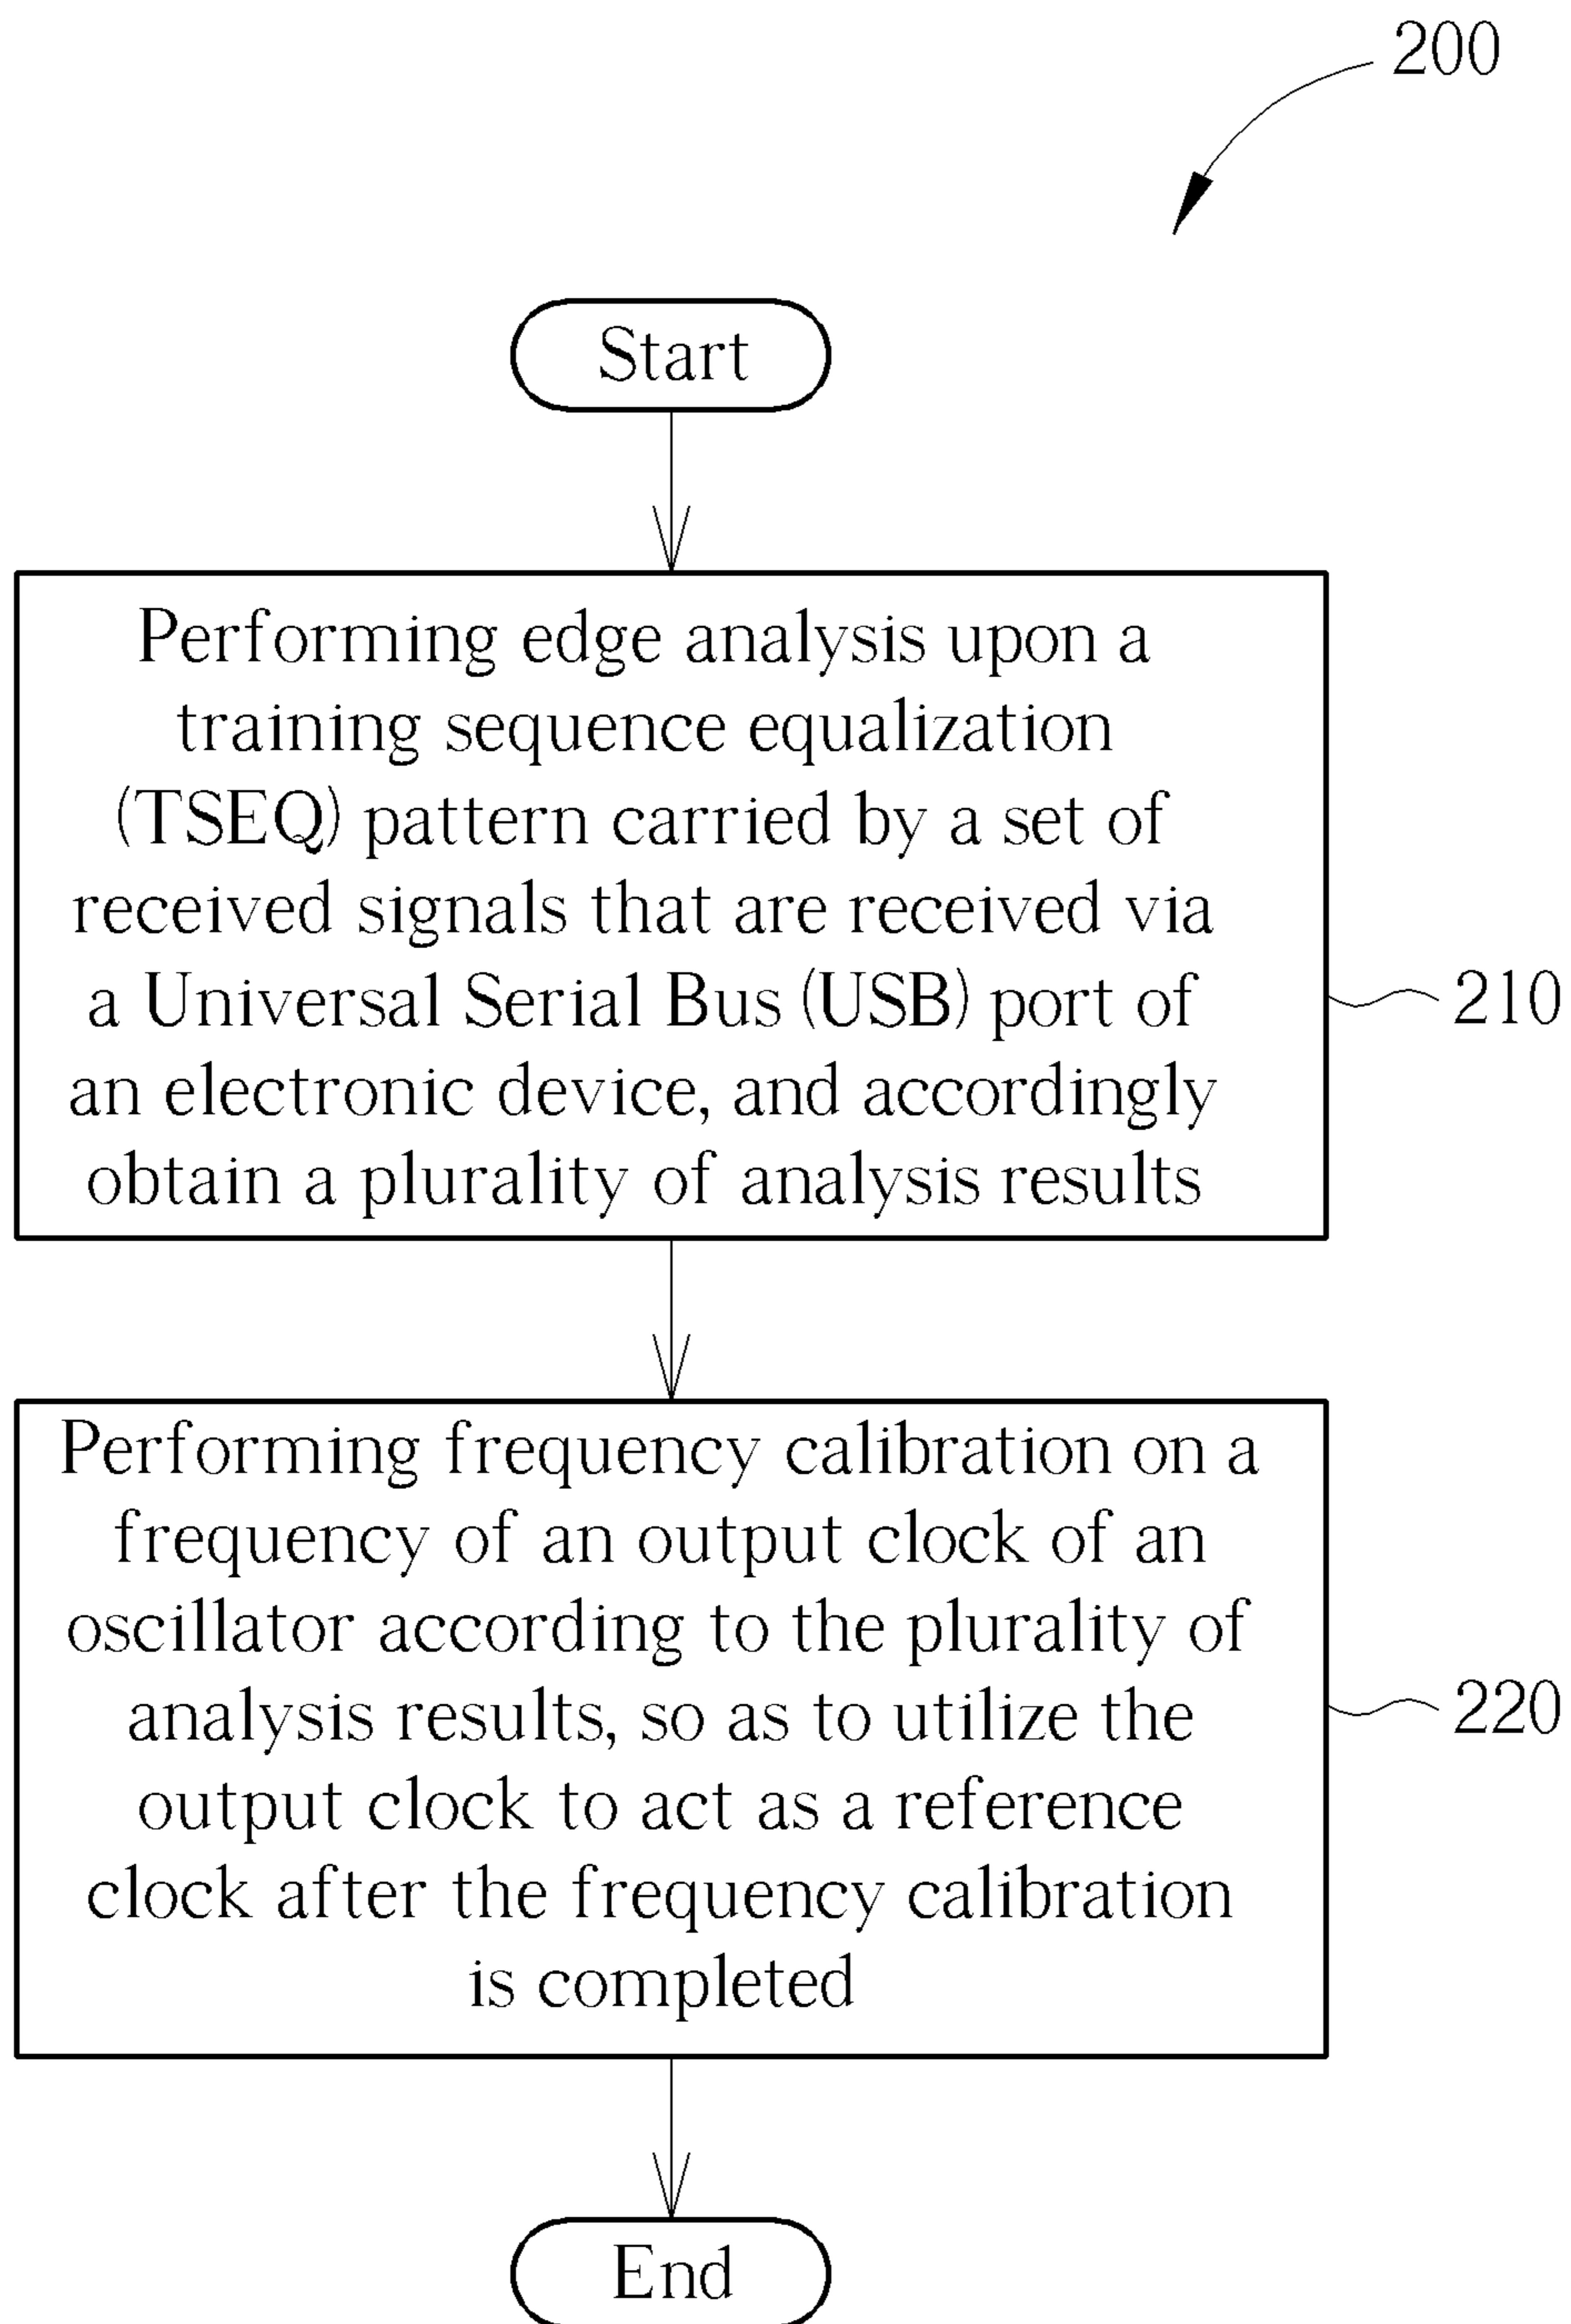 200
Start
Performing edge analysis upon a
training sequence equalization
(TSEQ) pattern carried by a set of
received signals that are received via
a Universal Serial Bus (USB) port of
an electronic device, and accordingly
obtain a plurality of analysis results
210
Performing frequency calibration on a
frequency of an output clock of an
oscillator according to the plurality of
analysis results, so as to utilize the
output clock to act as a reference
clock after the frequency calibration
is completed
220
End